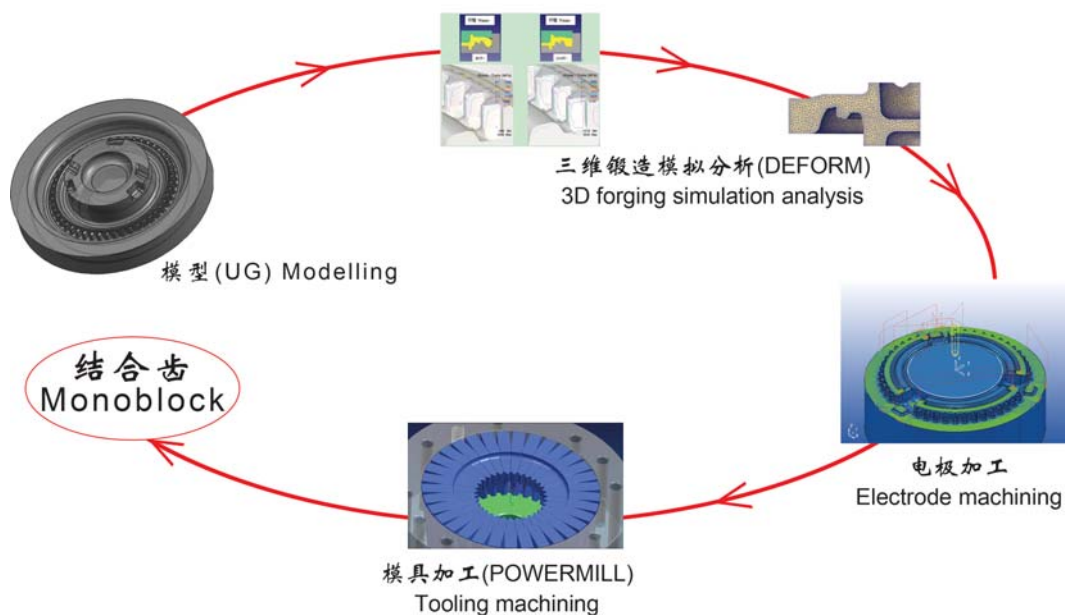 三维锻造模拟分析(DEFORM)
3D forging simulation analysis
模型(UG) Modelling
结合齿
Monoblock
电极加工
Electrode machining
模具加工(POWERMILL)
Tooling machining